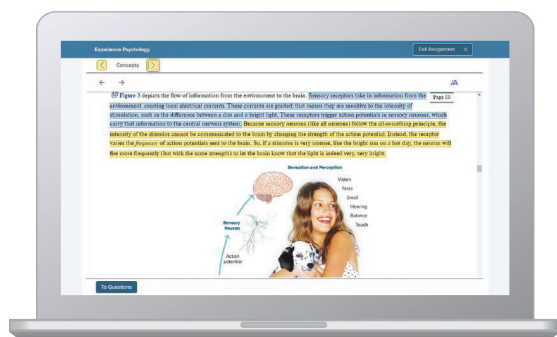 Experience Psychology
Exit Assignment ×
Concepts
Figure 3 depicts the flow of information from the environment to the brain. Sensory receptors take in information from the
Page 22
environment, creating local electrical currents. These currents are graded; that means they are sensitive to the intensity of
stimulation, such as the difference between a dim and a bright light. These receptors trigger action potentials in sensory neurons, which
carry that information to the central nervous system. Because sensory neurons (like all neurons) follow the all-or-nothing principle, the
intensity of the stimulus cannot be communicated to the brain by changing the strength of the action potential. Instead, the receptor
varies the frequency of action potentials sent to the brain. So, if a stimulus is very intense, like the bright sun on a hot day, the neuron will
fire more frequently (but with the same strength) to let the brain know that the light is indeed very, very bright.
Sensation and Perception
Vision
Taste
Smell
Hearing
Balance
Touch
Sensory
Neuron
Action
potential
To Questions